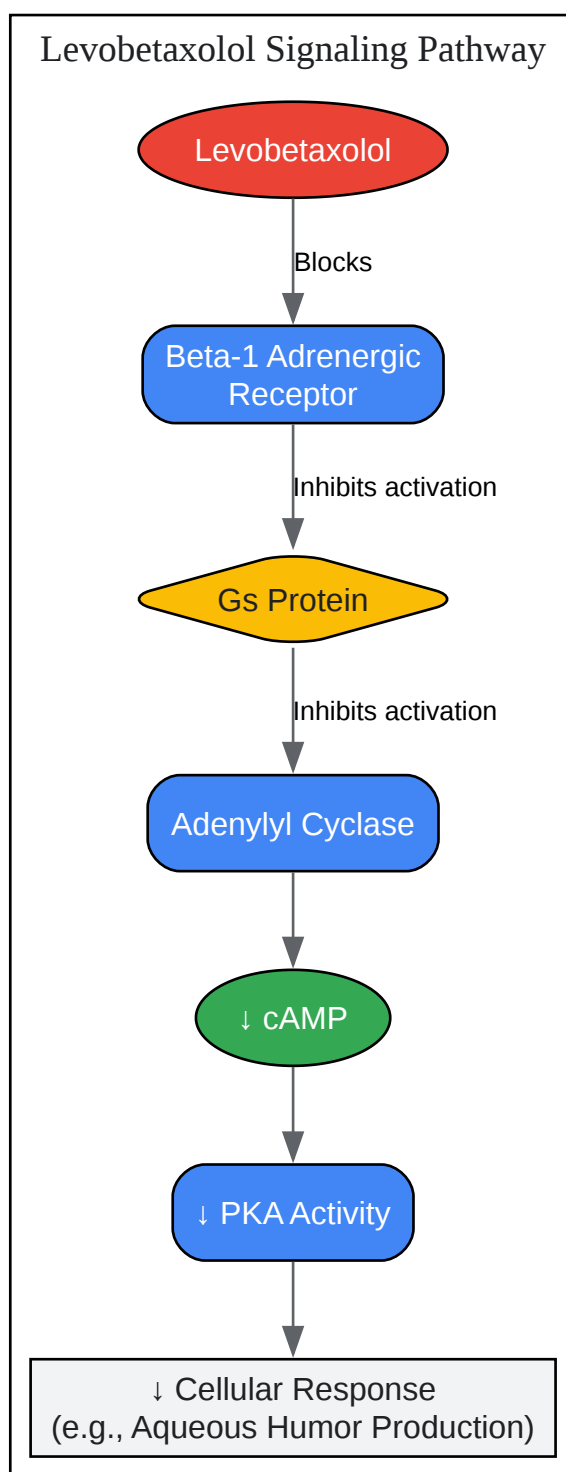 Levobetaxolol Signaling Pathway
Levobetaxolol
Blocks
Beta-1 Adrenergic
Receptor
Inhibits activation
Gs Protein
Inhibits activation
Adenylyl Cyclase
↓ cAMP
↓ PKA Activity
↓ Cellular Response
(e.g., Aqueous Humor Production)